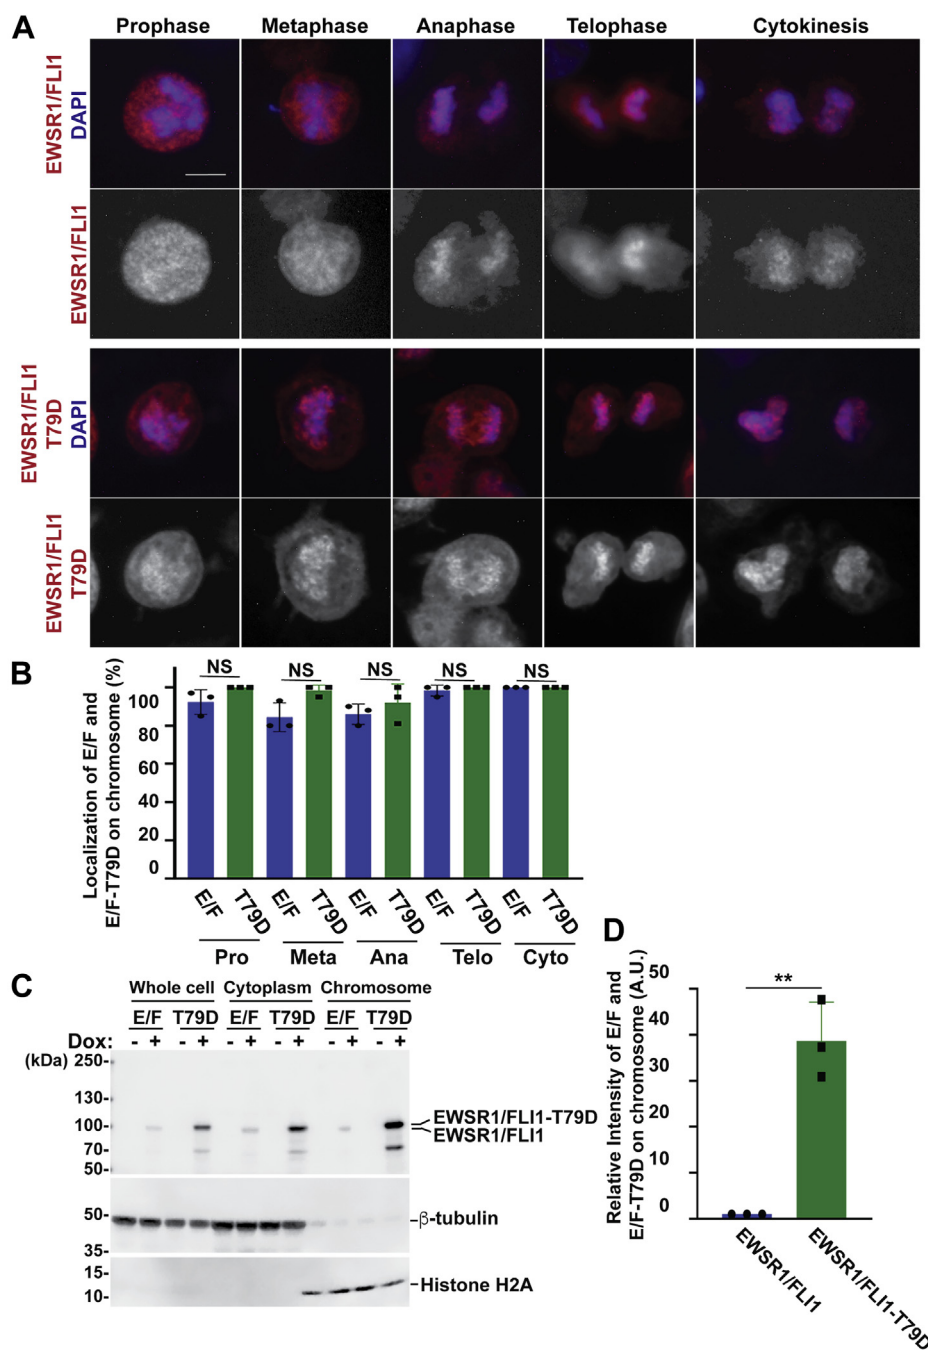 A
Prophase Metaphase Anaphase Telophase Cytokinesis
EWSR1/FLI1
DAPI
EWSR1/FLI1
EWSR1/FLI1
T79D
DAPI
EWSR1/FLI1
T79D
B
Localization of E/F and
E/F-T79D on chromosome (%)
100
80
60
40
20
0
NS NS NS NS NS
E/F T79D E/F T79D E/F T79D E/F T79D E/F T79D
Pro Meta Ana Telo Cyto
C
Whole cell Cytoplasm Chromosome
E/F T79D E/F T79D E/F T79D
Dox: - + - + - + - + - + - +
(kDa) 250-
130-
100-
70-
50-
EWSR1/FLI1-T79D
EWSR1/FLI1
50-
35-
β-tubulin
15-
10-
Histone H2A
D
Relative Intensity of E/F and
E/F-T79D on chromosome (A.U.)
50
40
30
20
10
0
**
EWSR1/FLI1
EWSR1/FLI1-T79D